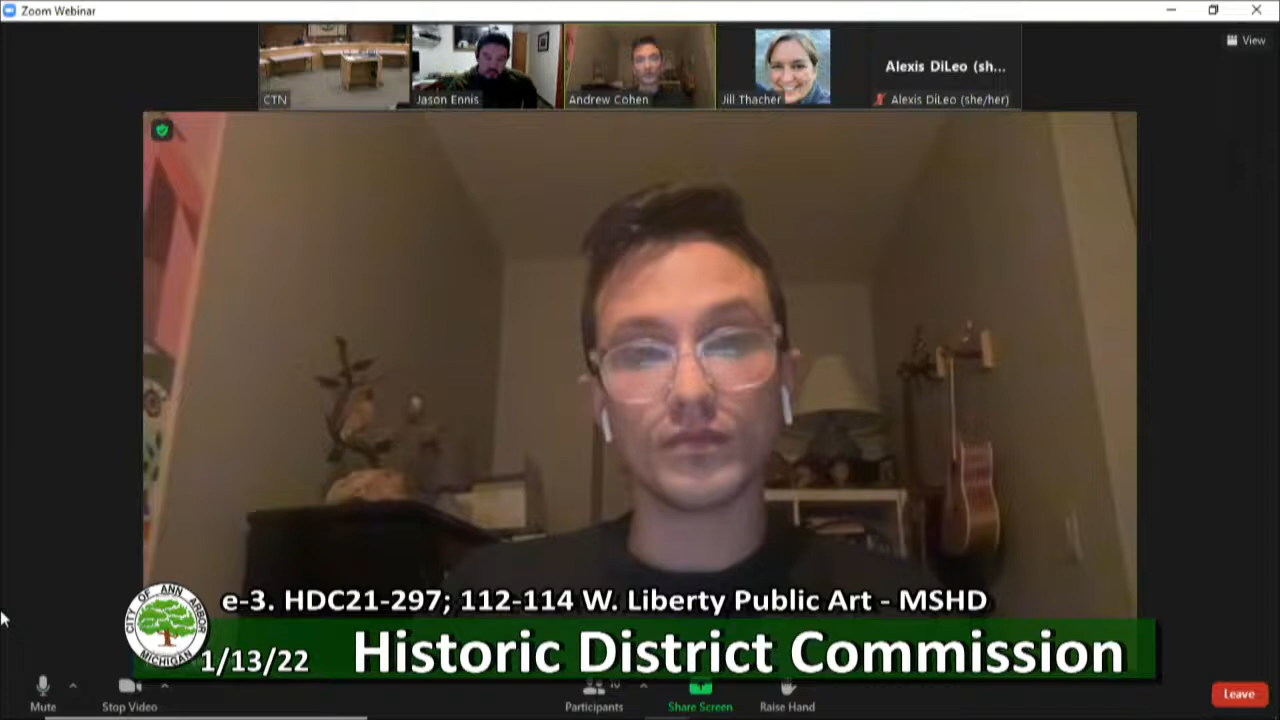 Zoom Webinar
View
CTN
Jason Ennis
Andrew Cohen
Jill Thacher
Alexis DiLeo (sh...
Alexis DiLeo (she/her)
e-3. HDC21-297; 112-114 W. Liberty Public Art - MSHD
CITY OF ANN ARBOR
MICHIGAN
1/13/22
Historic District Commission
Mute
Stop Video
Participants
Share Screen
Raise Hand
Leave